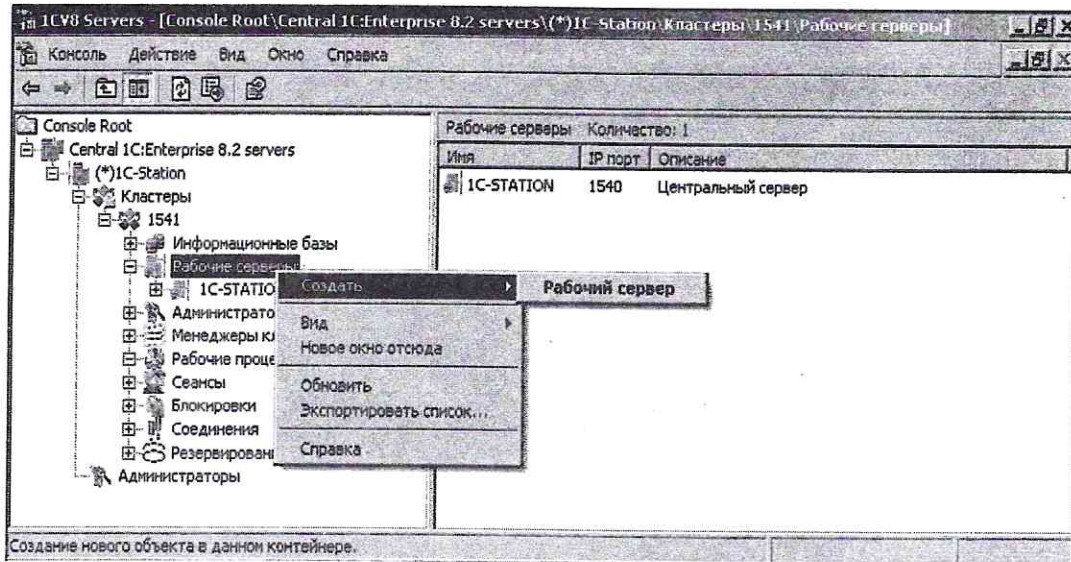 1CV8 Servers - [Console Root\Central 1C:Enterprise 8.2 servers\(*)1C-Station\Кластеры\1541\Рабочие серверы]
Консоль Действие Вид Окно Справка
Console Root
Central 1C:Enterprise 8.2 servers
(*)1C-Station
Кластеры
1541
Информационные базы
Рабочие серверы
1C-STATIO
Администрато
Менеджеры кл
Рабочие проце
Сеансы
Блокировки
Соединения
Резервировани
Администраторы
Создать
Вид
Новое окно отсюда
Обновить
Экспортировать список...
Справка
Рабочий сервер
Рабочие серверы Количество: 1
Имя IP порт Описание
1C-STATION 1540 Центральный сервер
Создание нового объекта в данном контейнере.